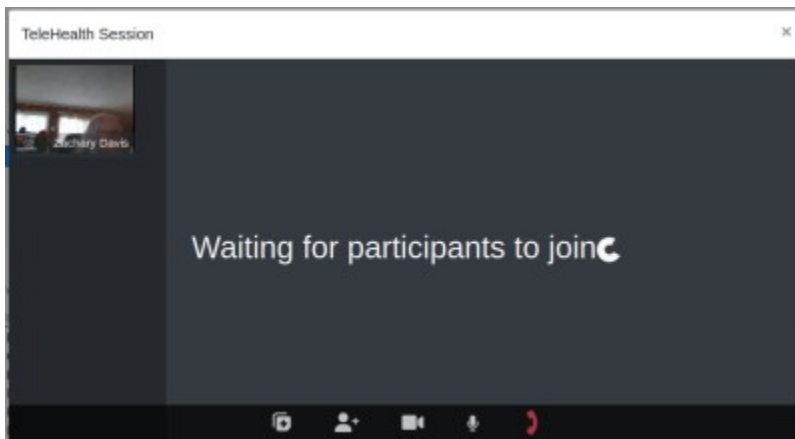 TeleHealth Session
Zachary Davis
Waiting for participants to join